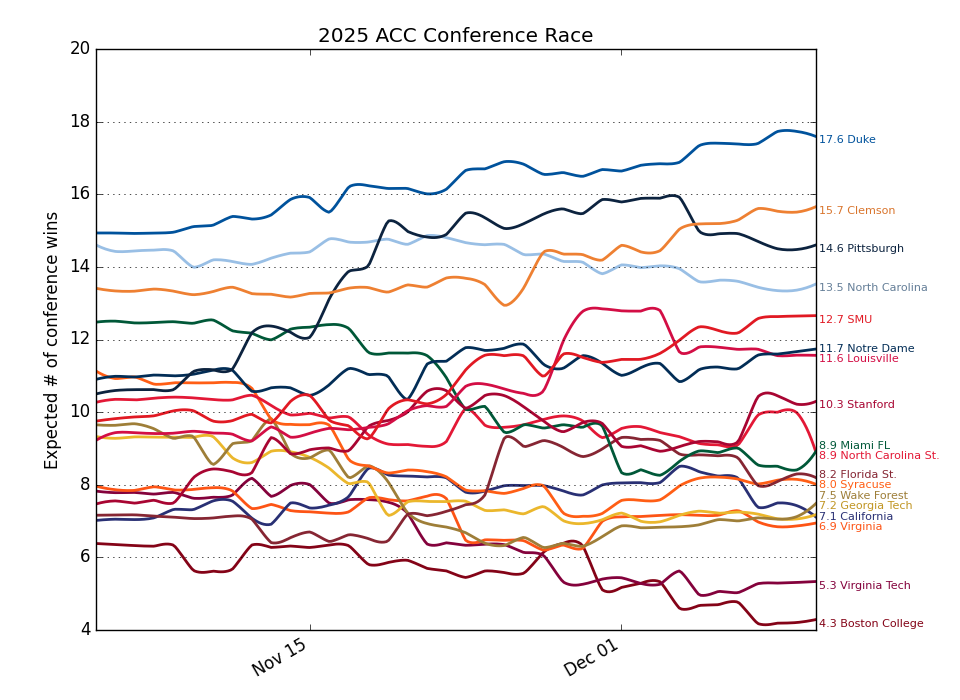 2025 ACC Conference Race
Expected # of conference wins
20
18
16
14
12
10
8
6
4
Nov 15
Dec 01
17.6 Duke
15.7 Clemson
14.6 Pittsburgh
13.5 North Carolina
12.7 SMU
11.7 Notre Dame
11.6 Louisville
10.3 Stanford
8.9 Miami FL
8.9 North Carolina St.
8.2 Florida St.
8.0 Syracuse
7.5 Wake Forest
7.2 Georgia Tech
7.1 California
6.9 Virginia
5.3 Virginia Tech
4.3 Boston College